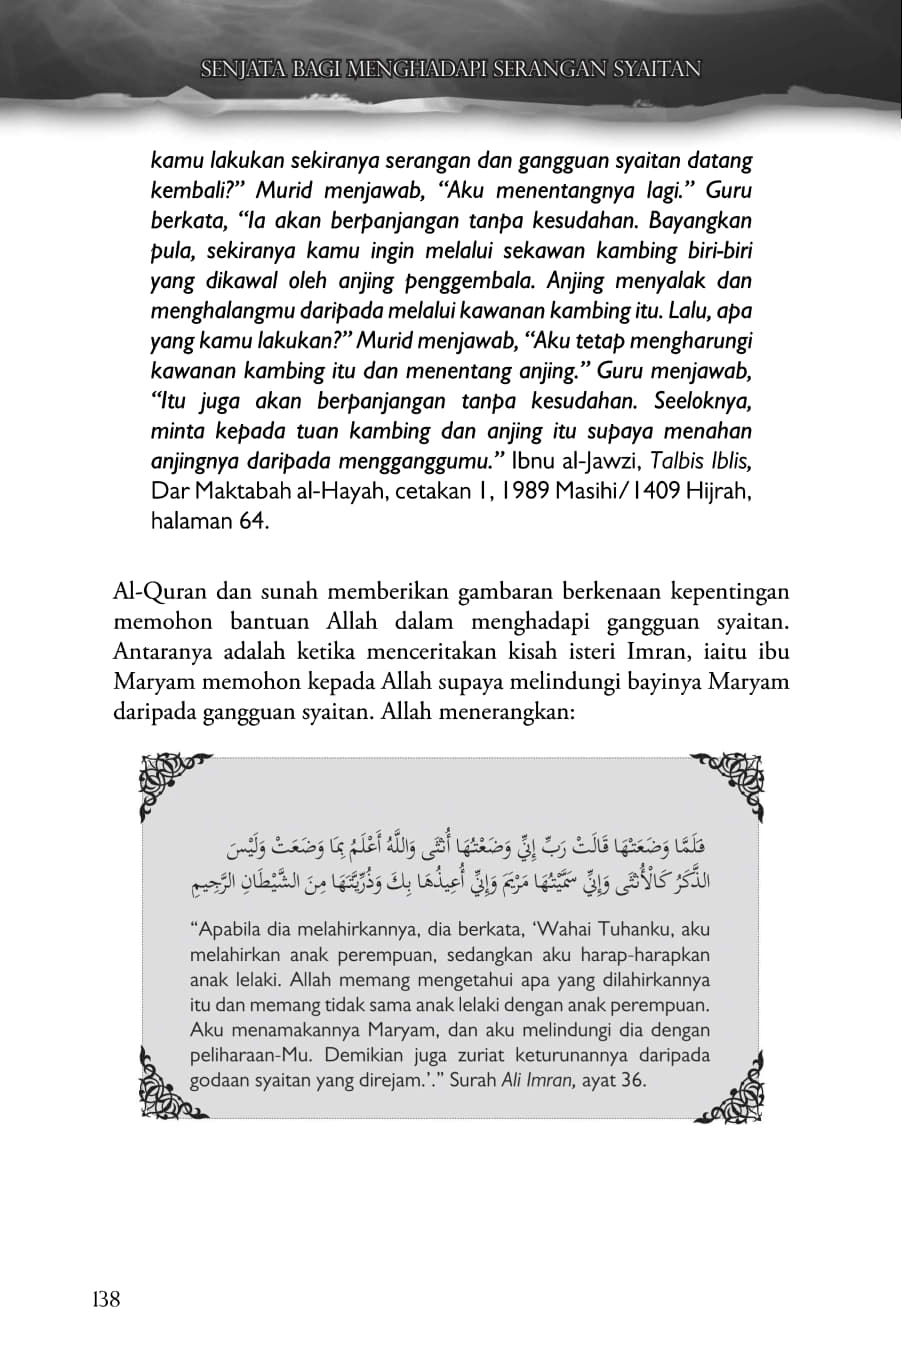 SENJATA BAGI MENGHADAPI SERANGAN SYAITAN
kamu lakukan sekiranya serangan dan gangguan syaitan datang
kembali?” Murid menjawab, “Aku menentangnya lagi.” Guru
berkata, “Ia akan berpanjangan tanpa kesudahan. Bayangkan
pula, sekiranya kamu ingin melalui sekawan kambing biri-biri
yang dikawal oleh anjing penggembala. Anjing menyalak dan
menghalangmu daripada melalui kawanan kambing itu. Lalu, apa
yang kamu lakukan?” Murid menjawab, “Aku tetap mengharungi
kawanan kambing itu dan menentang anjing.” Guru menjawab,
“Itu juga akan berpanjangan tanpa kesudahan. Seeloknya,
minta kepada tuan kambing dan anjing itu supaya menahan
anjingnya daripada mengganggumu.” Ibnu al-Jawzi, Talbis Iblis,
Dar Maktabah al-Hayah, cetakan 1, 1989 Masihi/1409 Hijrah,
halaman 64.
Al-Quran dan sunah memberikan gambaran berkenaan kepentingan
memohon bantuan Allah dalam menghadapi gangguan syaitan.
Antaranya adalah ketika menceritakan kisah isteri Imran, iaitu ibu
Maryam memohon kepada Allah supaya melindungi bayinya Maryam
daripada gangguan syaitan. Allah menerangkan:
فَلَمَّا وَضَعَتْهَا قَالَتْ رَبِّ إِنِّي وَضَعْتُهَا أُنْثَى وَاللَّهُ أَعْلَمُ بِمَا وَضَعَتْ وَلَيْسَ
الذَّكَرُ كَالْأُنْثَى وَإِنِّي سَمَّيْتُهَا مَرْيَمَ وَإِنِّي أُعِيذُهَا بِكَ وَذُرِّيَّتَهَا مِنَ الشَّيْطَانِ الرَّجِيمِ
“Apabila dia melahirkannya, dia berkata, ‘Wahai Tuhanku, aku
melahirkan anak perempuan, sedangkan aku harap-harapkan
anak lelaki. Allah memang mengetahui apa yang dilahirkannya
itu dan memang tidak sama anak lelaki dengan anak perempuan.
Aku menamakannya Maryam, dan aku melindungi dia dengan
peliharaan-Mu. Demikian juga zuriat keturunannya daripada
godaan syaitan yang direjam.’.” Surah Ali Imran, ayat 36.
138